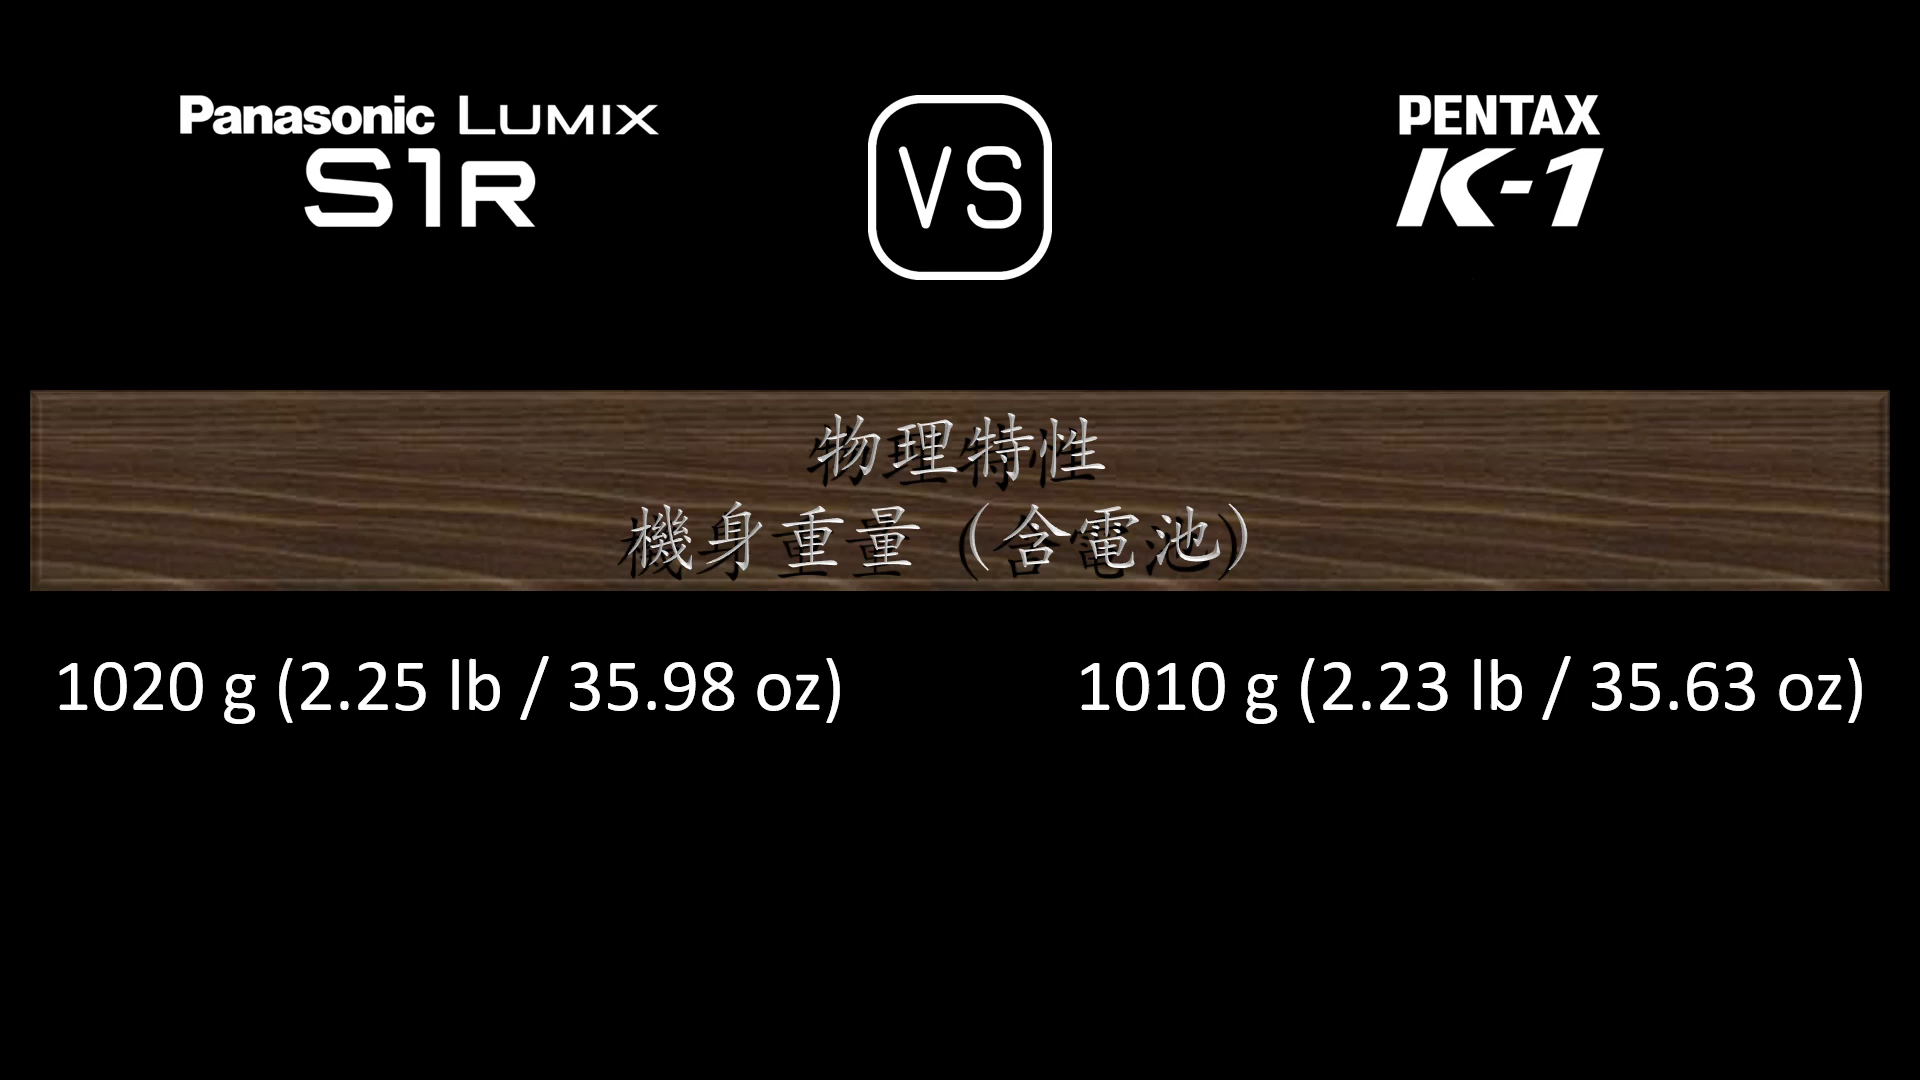 Panasonic LUMIX
S1R
VS
PENTAX
K-1
物理特性
機身重量（含電池）
1020 g (2.25 lb / 35.98 oz)
1010 g (2.23 lb / 35.63 oz)